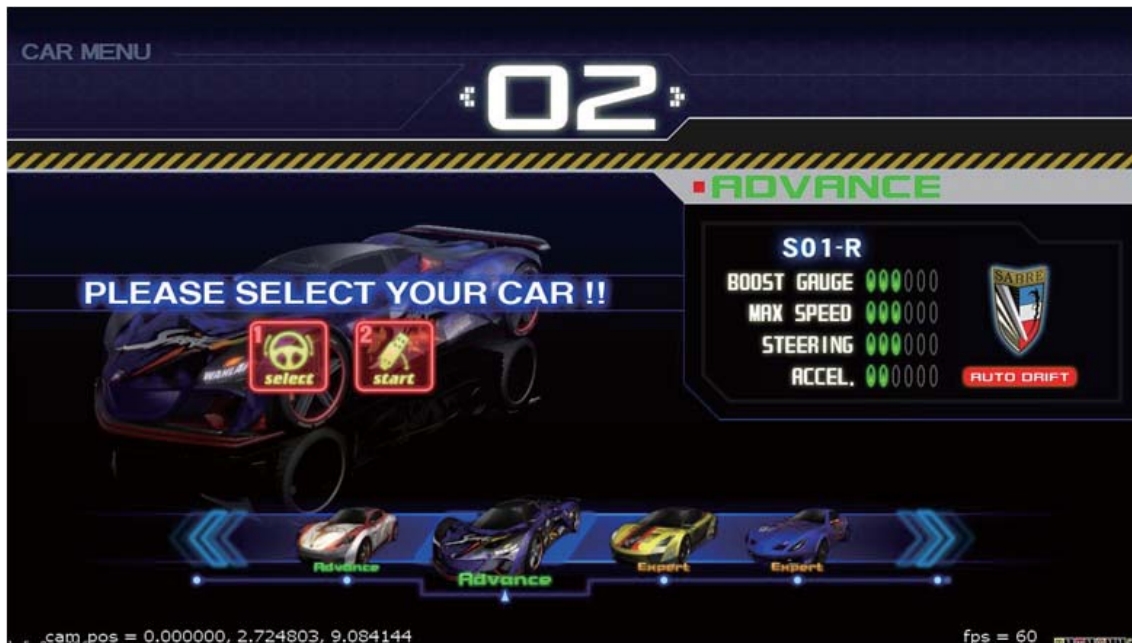 CAR MENU
02
ADVANCE
S01-R
BOOST GAUGE
MAX SPEED
STEERING
ACCEL.
SABRE
AUTO DRIFT
PLEASE SELECT YOUR CAR !!
1
select
2
start
WAHLAP
Advance
Advance
Expert
Expert
cam pos = 0.000000, 2.724803, 9.084144
fps = 60